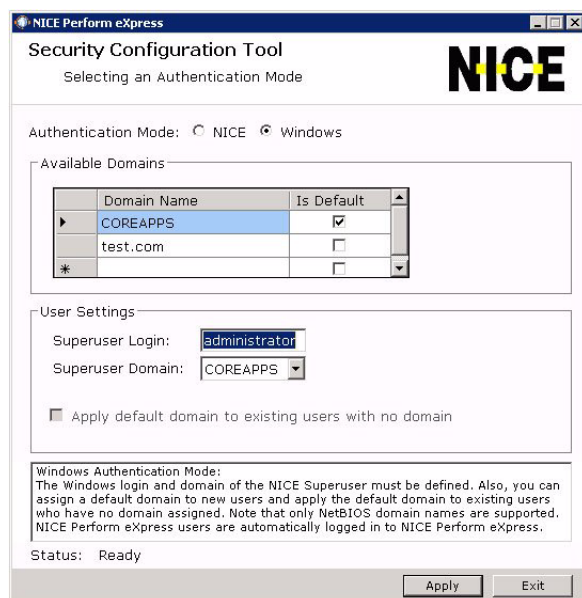 NICE Perform eXpress
Security Configuration Tool
Selecting an Authentication Mode
NICE
Authentication Mode: NICE Windows
Available Domains
Domain Name Is Default
COREAPPS
test.com
User Settings
Superuser Login: administrator
Superuser Domain: COREAPPS
Apply default domain to existing users with no domain
Windows Authentication Mode:
The Windows login and domain of the NICE Superuser must be defined. Also, you can
assign a default domain to new users and apply the default domain to existing users
who have no domain assigned. Note that only NetBIOS domain names are supported.
NICE Perform eXpress users are automatically logged in to NICE Perform eXpress.
Status: Ready
Apply Exit